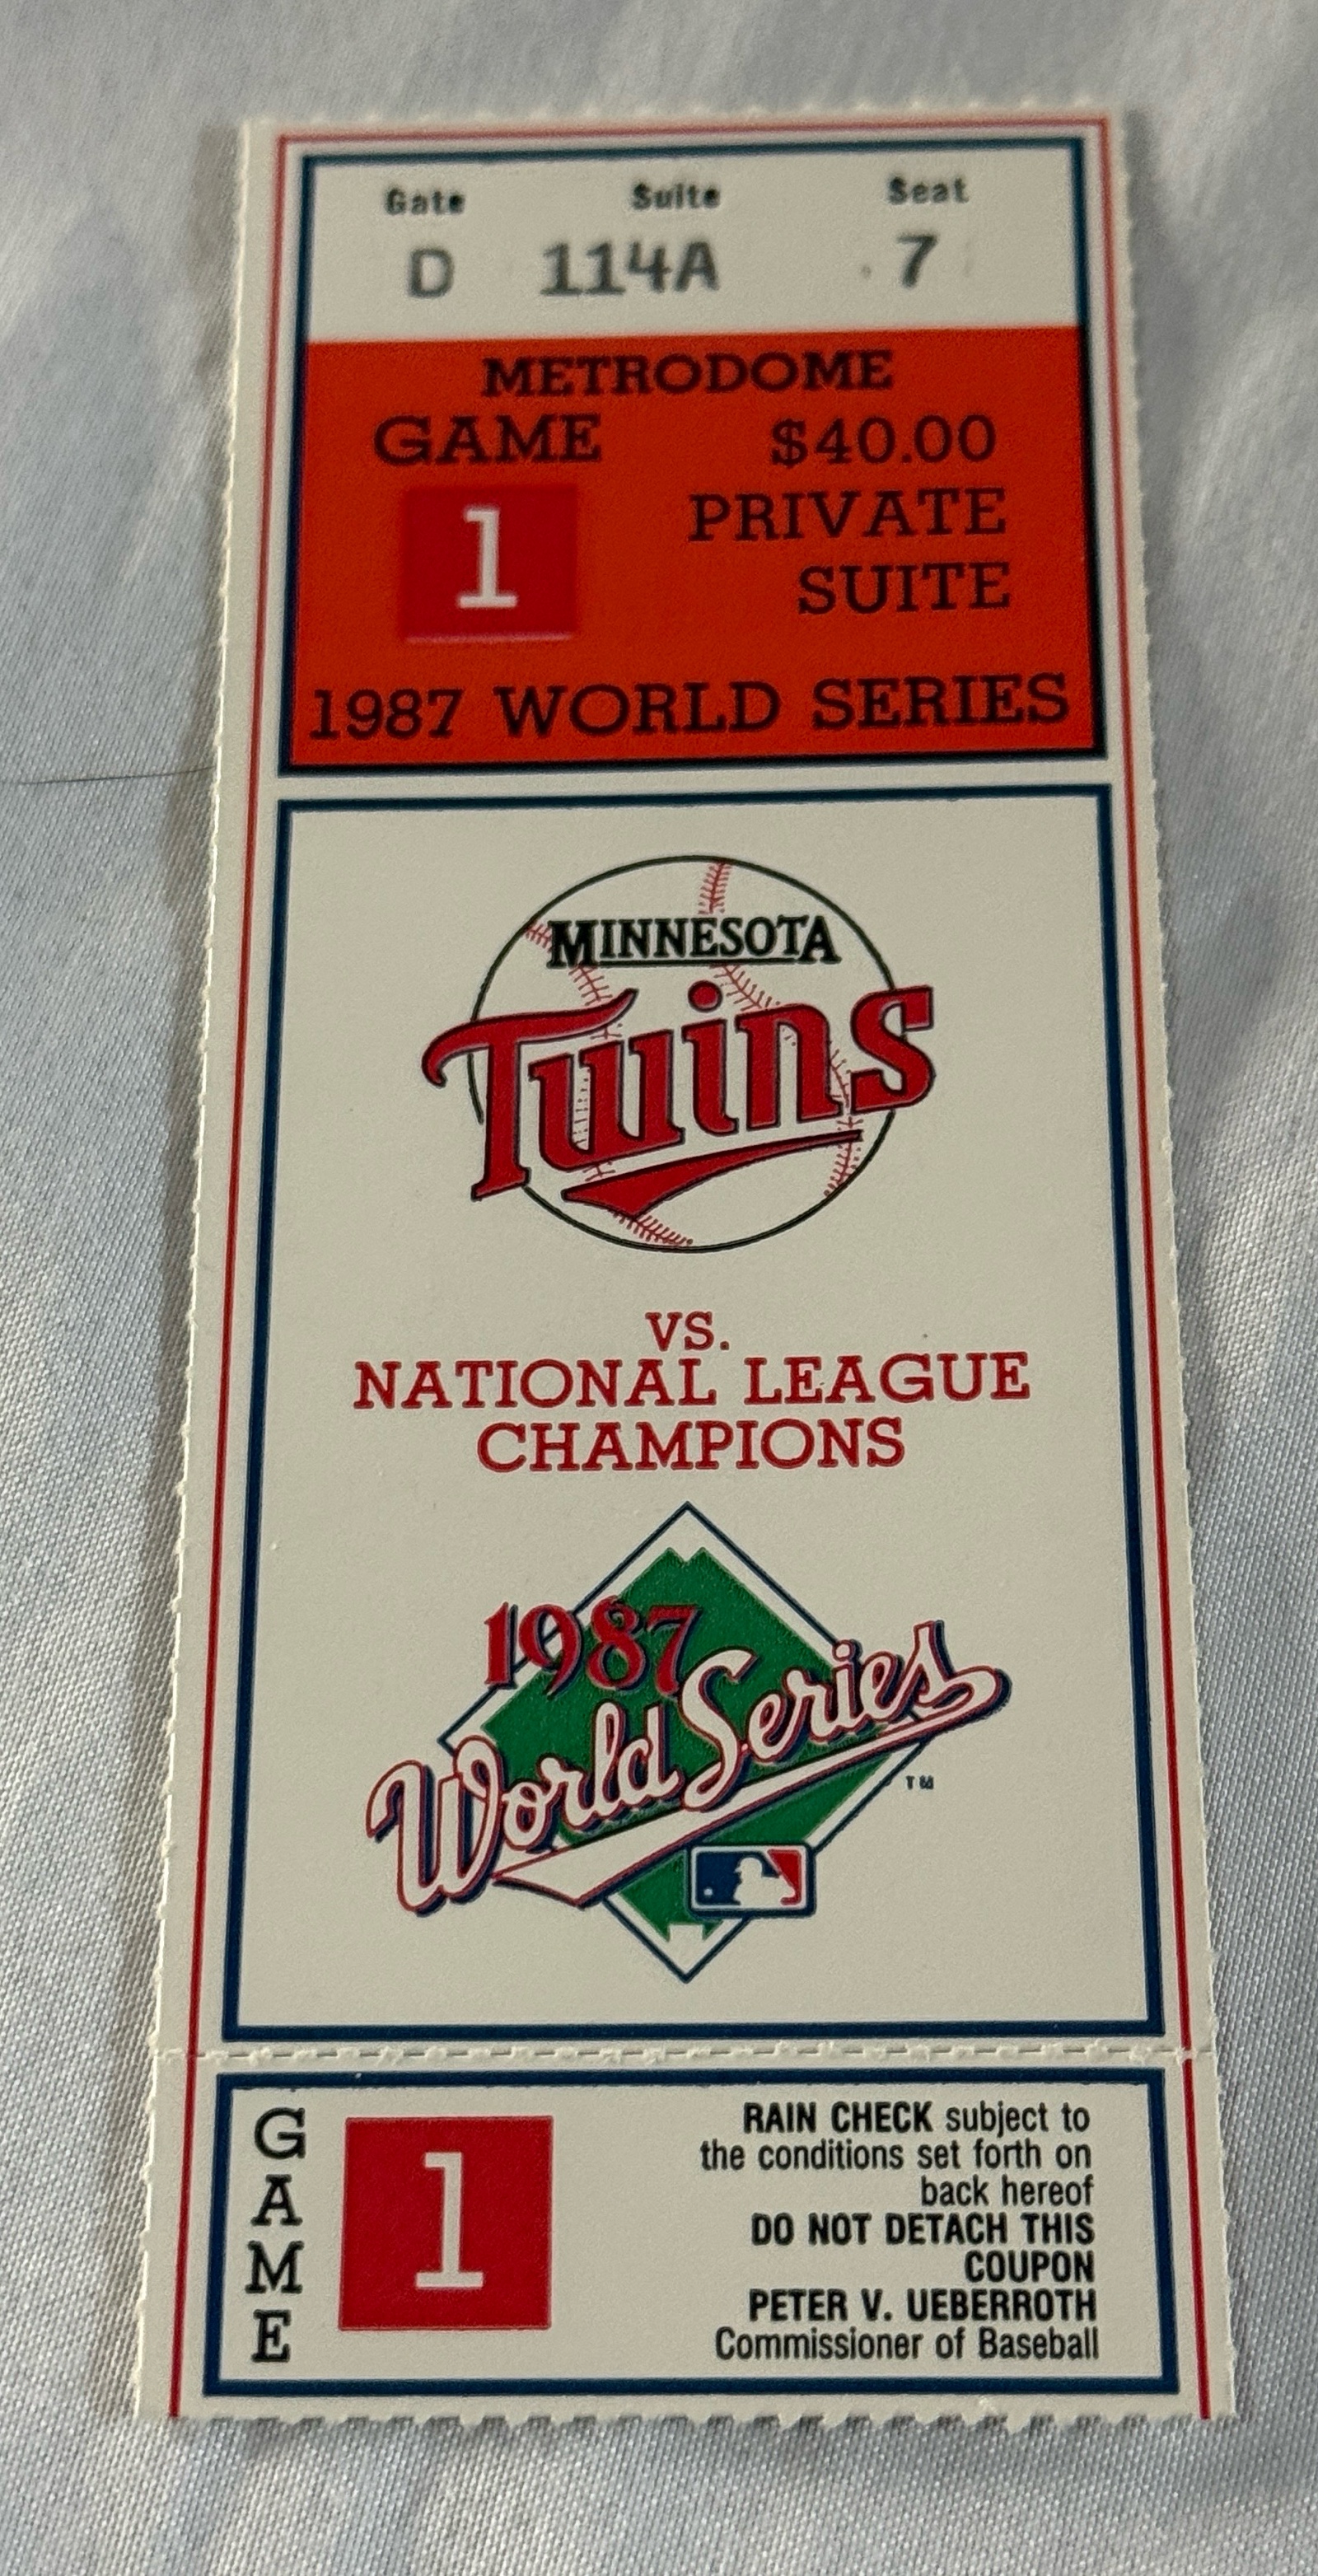 Gate Suite Seat
D 114A 7
METRODOME
GAME $40.00
1 PRIVATE
SUITE
1987 WORLD SERIES
MINNESOTA
Twins
VS.
NATIONAL LEAGUE
CHAMPIONS
1987
World Series
TM
GAME
1
RAIN CHECK subject to
the conditions set forth on
back hereof
DO NOT DETACH THIS
COUPON
PETER V. UEBERROTH
Commissioner of Baseball